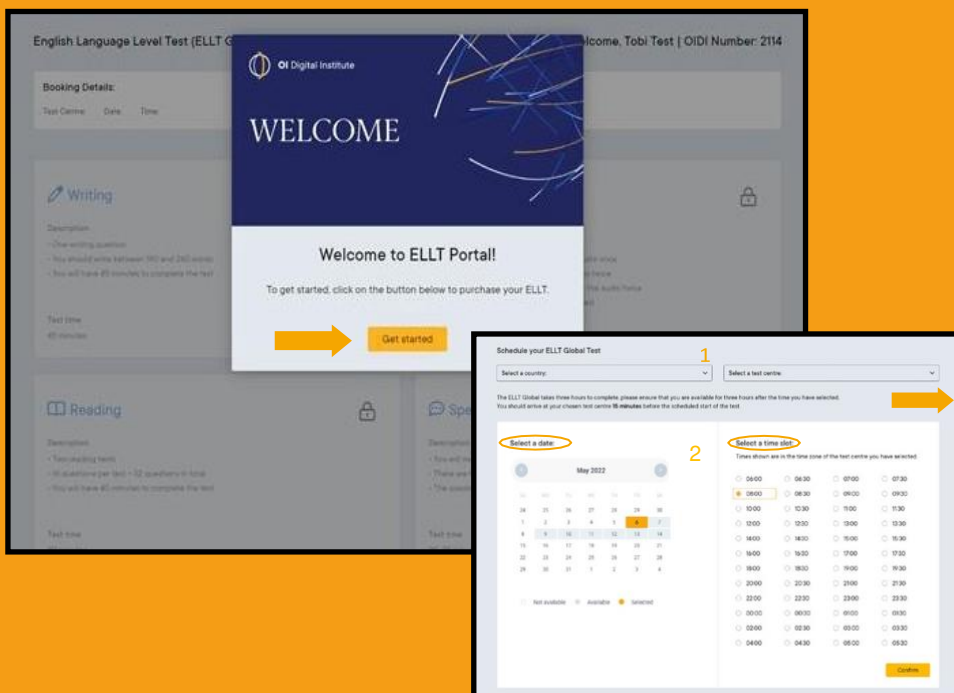 English Language Level Test (ELLT G
lcome, Tobi Test | OIDI Number: 2114
Booking Details:
Test Centre Date Time
OI Digital Institute
WELCOME
Welcome to ELLT Portal!
To get started, click on the button below to purchase your ELLT.
Get started
Writing
Description
- One writing question
- You will have 45 minutes to complete the test
Test time
45 minutes
Reading
Description
- You will have 40 minutes to complete the test
Test time
Spe
Description
Test time
Schedule your ELLT Global Test
1
Select a country:
Select a test centre:
The ELLT Global takes three hours to complete, please ensure that you are available for three hours after the time you have selected.
You should arrive at your chosen test centre 15 minutes before the scheduled start of the test.
Select a date:
2
May 2022
24 25 26 27 28 29 30
1 2 3 4 5 6 7
8 9 10 11 12 13 14
15 16 17 18 19 20 21
22 23 24 25 26 27 28
29 30 31 1 2 3 4
Not available Available Selected
Select a time slot:
Times shown are in the time zone of the test centre you have selected.
06:00 06:30 07:00 07:30
08:00 08:30 09:00 09:30
10:00 10:30 11:00 11:30
12:00 12:30 13:00 13:30
14:00 14:30 15:00 15:30
16:00 16:30 17:00 17:30
18:00 18:30 19:00 19:30
20:00 20:30 21:00 21:30
22:00 22:30 23:00 23:30
00:00 00:30 01:00 01:30
02:00 02:30 03:00 03:30
04:00 04:30 05:00 05:30
Confirm